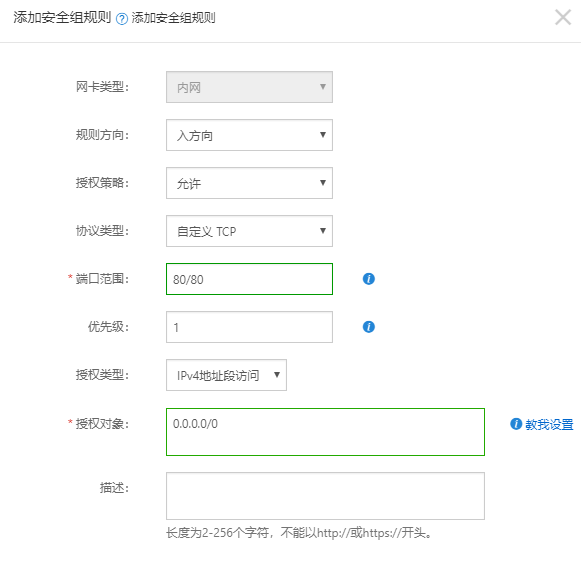 添加安全组规则 添加安全组规则
网卡类型： 内网
规则方向： 入方向
授权策略： 允许
协议类型： 自定义 TCP
* 端口范围： 80/80
优先级： 1
授权类型： IPv4地址段访问
* 授权对象： 0.0.0.0/0 教我设置
描述：
长度为2-256个字符，不能以http://或https://开头。